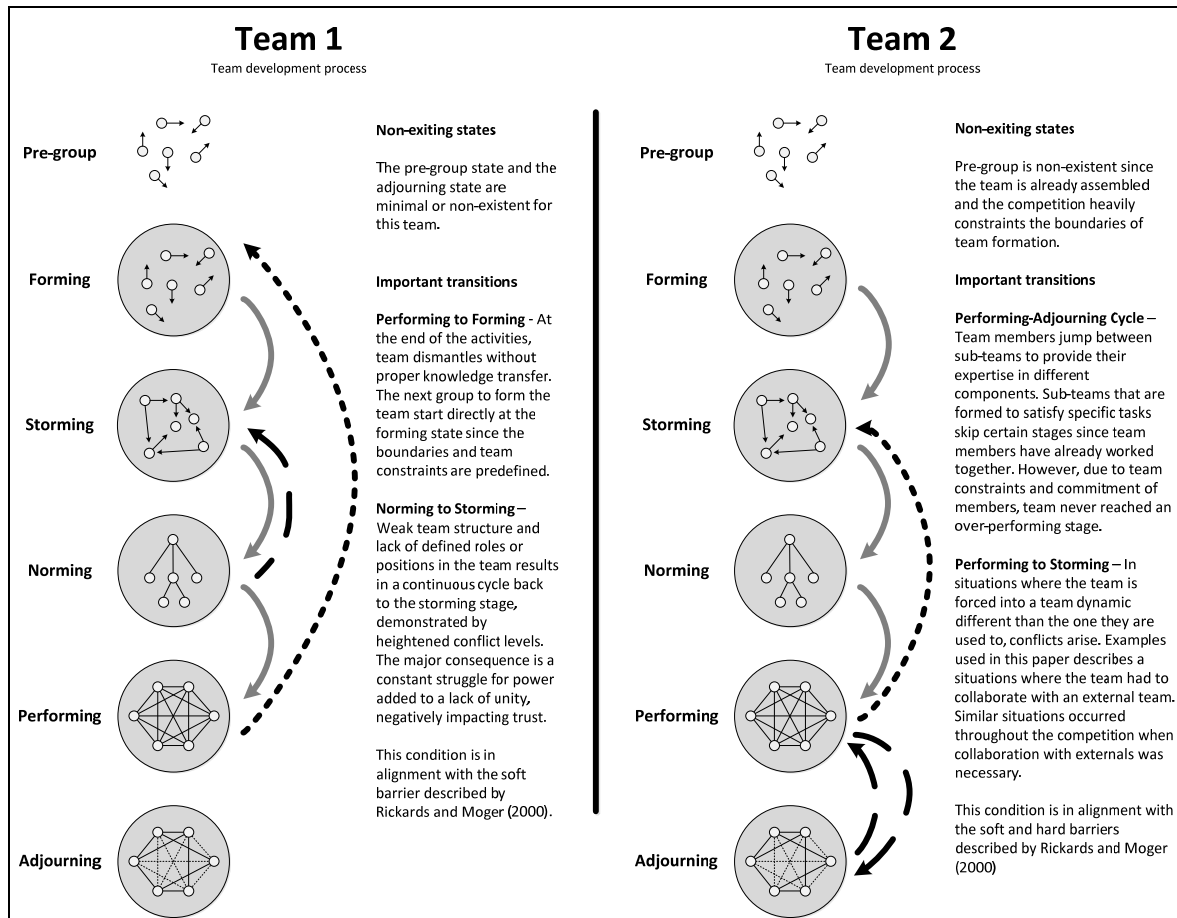 Team 1
Team development process
Pre-group
Forming
Storming
Norming
Performing
Adjourning
Non-exiting states
The pre-group state and the
adjourning state are
minimal or non-existent for
this team.
Important transitions
Performing to Forming - At
the end of the activities,
team dismantles without
proper knowledge transfer.
The next group to form the
team start directly at the
forming state since the
boundaries and team
constraints are predefined.
Norming to Storming –
Weak team structure and
lack of defined roles or
positions in the team results
in a continuous cycle back
to the storming stage,
demonstrated by
heightened conflict levels.
The major consequence is a
constant struggle for power
added to a lack of unity,
negatively impacting trust.
This condition is in
alignment with the soft
barrier described by
Rickards and Moger (2000).
Team 2
Team development process
Pre-group
Forming
Storming
Norming
Performing
Adjourning
Non-exiting states
Pre-group is non-existent since
the team is already assembled
and the competition heavily
constraints the boundaries of
team formation.
Important transitions
Performing-Adjourning Cycle –
Team members jump between
sub-teams to provide their
expertise in different
components. Sub-teams that are
formed to satisfy specific tasks
skip certain stages since team
members have already worked
together. However, due to team
constraints and commitment of
members, team never reached an
over-performing stage.
Performing to Storming – In
situations where the team is
forced into a team dynamic
different than the one they are
used to, conflicts arise. Examples
used in this paper describes a
situations where the team had to
collaborate with an external team.
Similar situations occurred
throughout the competition when
collaboration with externals was
necessary.
This condition is in alignment with
the soft and hard barriers
described by Rickards and Moger
(2000)